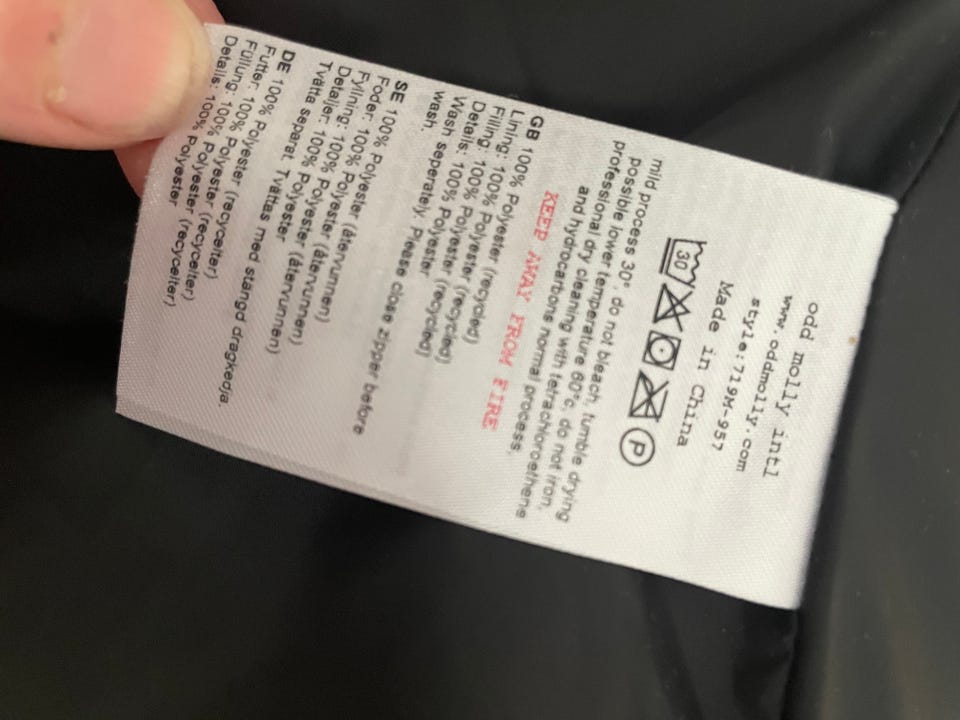 odd molly intl
www.oddmolly.com
style:719M-957
Made in China
30 P
mild process 30° do not bleach, tumble drying
possible lower temperature 60°c, do not iron,
professional dry cleaning with tetrachloroethene
and hydrocarbons normal process,
KEEP AWAY FROM FIRE
GB 100% Polyester (recycled)
Lining: 100% Polyester (recycled)
Filling: 100% Polyester (recycled)
Details: 100% Polyester (recycled)
Wash seperately. Please close zipper before
wash.
SE 100% Polyester (återvunnen)
Foder: 100% Polyester (återvunnen)
Fyllning: 100% Polyester (återvunnen)
Detaljer: 100% Polyester
Tvätta separat. Tvättas med stängd dragkedja.
DE 100% Polyester (recycelter)
Futter: 100% Polyester (recycelter)
Füllung: 100% Polyester (recycelter)
Details: 100% Polyester (recycelter)